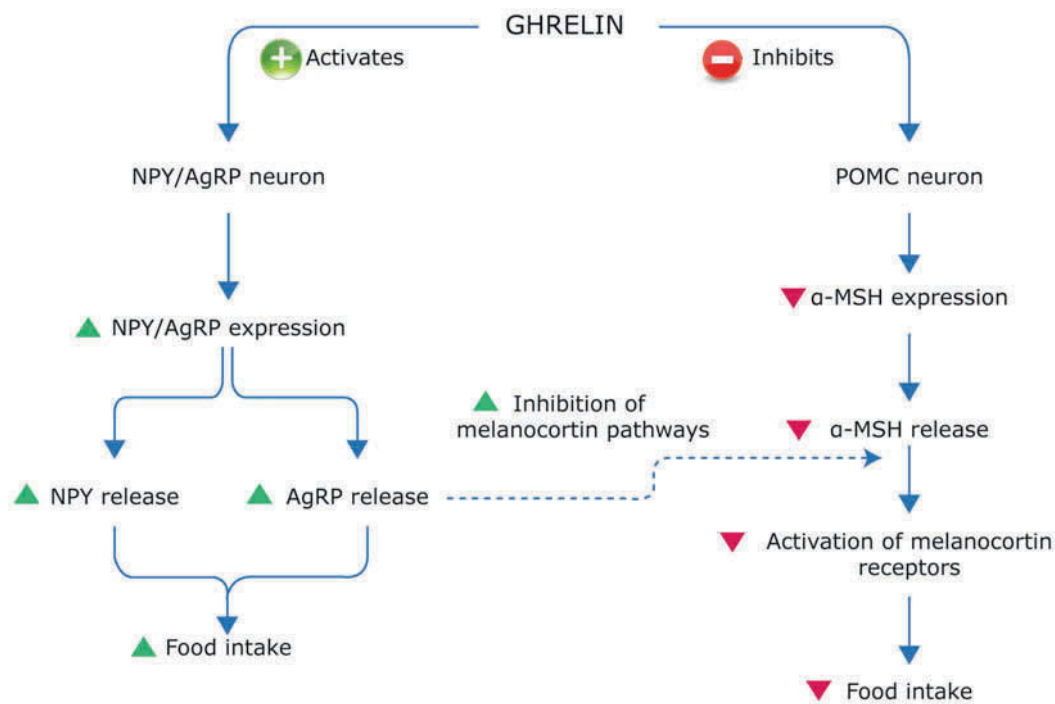 GHRELIN
Activates
Inhibits
NPY/AgRP neuron
POMC neuron
α-MSH expression
NPY/AgRP expression
Inhibition of
melanocortin pathways
α-MSH release
NPY release
AgRP release
Activation of melanocortin
receptors
Food intake
Food intake